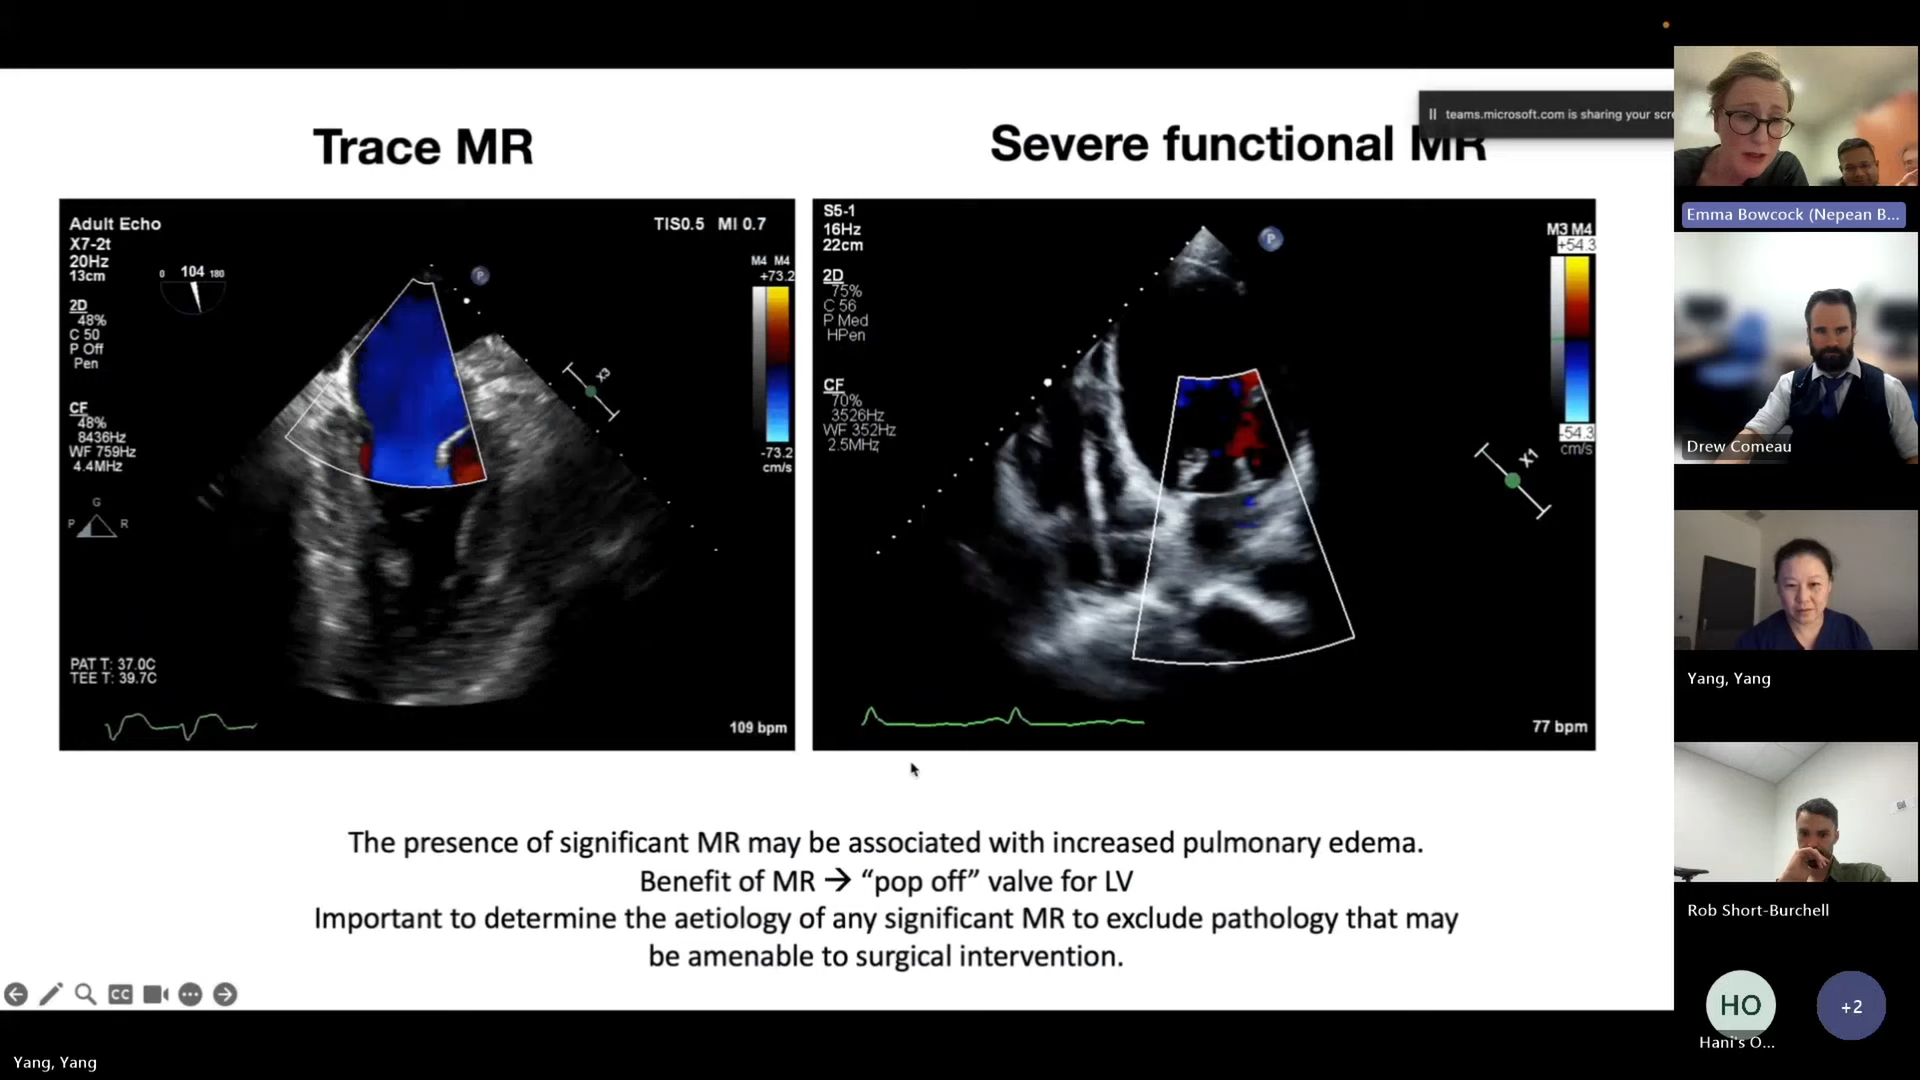 teams.microsoft.com is sharing your scre
Trace MR
Severe functional MR
Adult Echo
TIS0.5 MI 0.7
X7-2t
20Hz
13cm
0 104 180
2D
48%
C 50
P Off
Pen
CF
48%
8436Hz
WF 759Hz
4.4MHz
M4 M4
+73.2
-73.2
cm/s
P
x3
G
P R
PAT T: 37.0C
TEE T: 39.7C
109 bpm
S5-1
16Hz
22cm
2D
75%
C 56
P Med
HPen
CF
70%
3526Hz
WF 352Hz
2.5MHz
P
M3 M4
+54.3
-54.3
cm/s
X1
77 bpm
The presence of significant MR may be associated with increased pulmonary edema.
Benefit of MR → “pop off” valve for LV
Important to determine the aetiology of any significant MR to exclude pathology that may
be amenable to surgical intervention.
CC
Emma Bowcock (Nepean B...
Drew Comeau
Yang, Yang
Rob Short-Burchell
HO
+2
Hani's O...
Yang, Yang